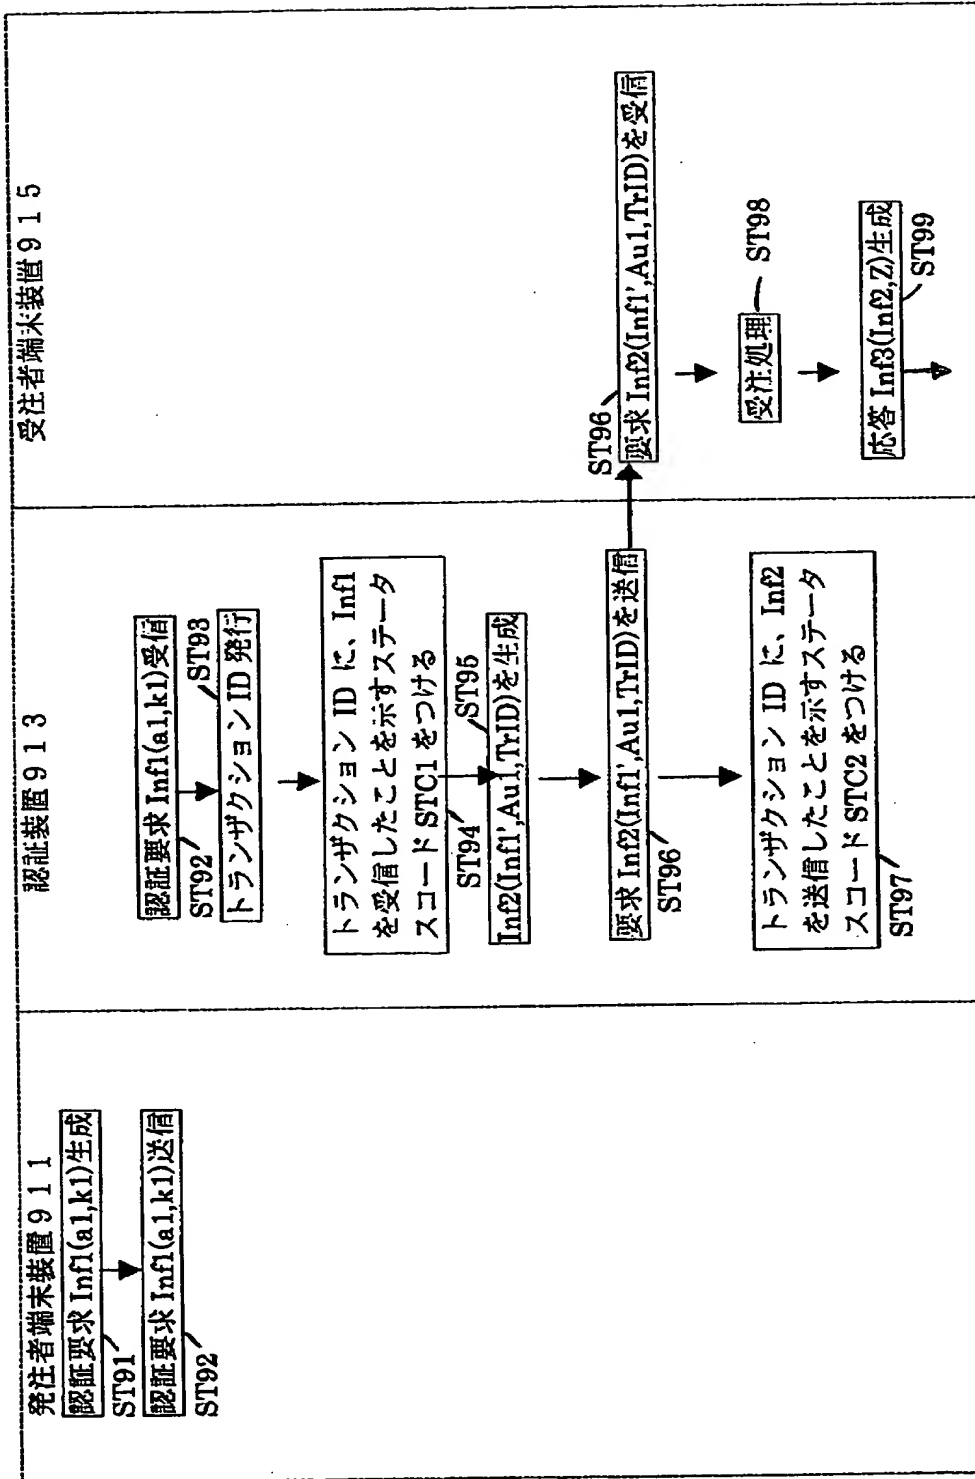 発注者端末装置911
認証要求 Inf1(a1,k1)生成
ST91
認証要求 Inf1(a1,k1)送信
ST92
認証装置913
認証要求 Inf1(a1,k1)受信
ST92
ST93
トランザクション ID 発行
トランザクション ID に、Inf1
を受信したことを示すステータ
スコード STC1 をつける
ST94
ST95
Inf2(Inf1',Au1,TrID)を生成
要求 Inf2(Inf1',Au1,TrID)を送信
ST96
トランザクション ID に、Inf2
を送信したことを示すステータ
スコード STC2 をつける
ST97
受注者端末装置915
ST96
要求 Inf2(Inf1',Au1,TrID)を受信
受注処理
ST98
応答 Inf3(Inf2,Z)生成
ST99